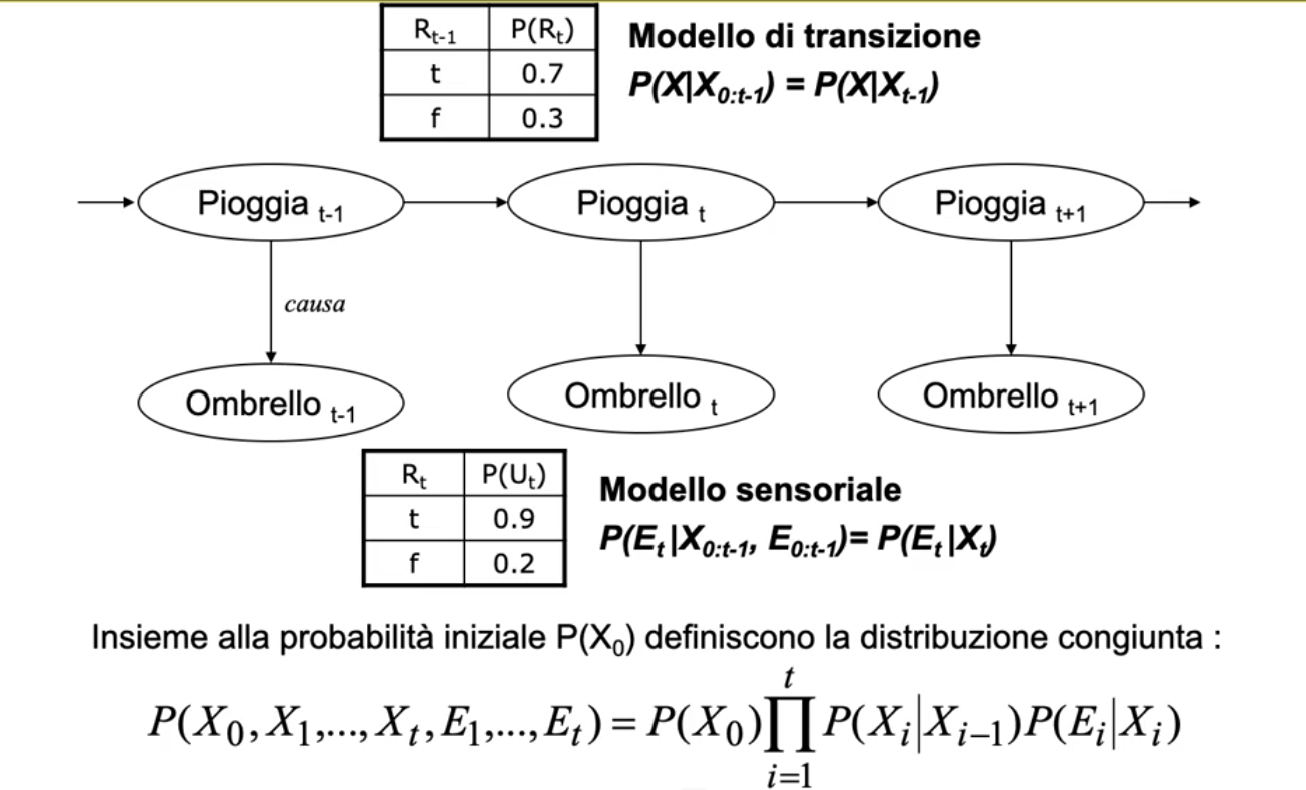 R_{t-1} P(R_t)
t 0.7
f 0.3
Modello di transizione
P(X|X_{0:t-1}) = P(X|X_{t-1})
Pioggia _{t-1} Pioggia _t Pioggia _{t+1}
causa
Ombrello _{t-1} Ombrello _t Ombrello _{t+1}
R_t P(U_t)
t 0.9
f 0.2
Modello sensoriale
P(E_t|X_{0:t-1}, E_{0:t-1})= P(E_t|X_t)
Insieme alla probabilità iniziale P(X_0) definiscono la distribuzione congiunta :
P(X_0,X_1,...,X_t,E_1,...,E_t) = P(X_0)∏_{i=1}^{t} P(X_i|X_{i-1})P(E_i|X_i)